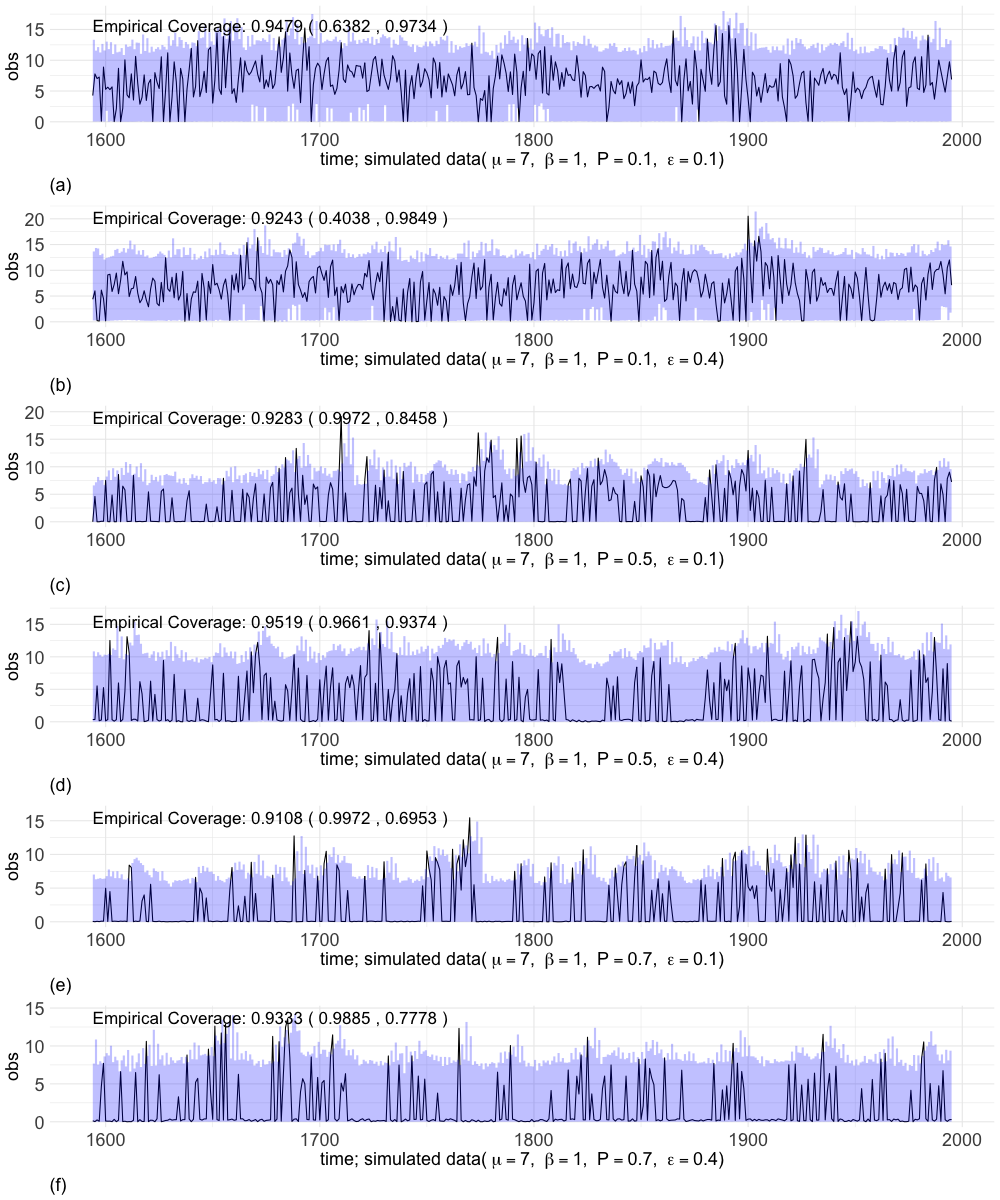 Empirical Coverage: 0.9479 ( 0.6382 , 0.9734 )
15
10
5
0
obs
1600 1700 1800 1900 2000
time; simulated data( μ = 7, β = 1, P = 0.1, ε = 0.1)
(a)
Empirical Coverage: 0.9243 ( 0.4038 , 0.9849 )
20
15
10
5
0
obs
1600 1700 1800 1900 2000
time; simulated data( μ = 7, β = 1, P = 0.1, ε = 0.4)
(b)
Empirical Coverage: 0.9283 ( 0.9972 , 0.8458 )
20
15
10
5
0
obs
1600 1700 1800 1900 2000
time; simulated data( μ = 7, β = 1, P = 0.5, ε = 0.1)
(c)
Empirical Coverage: 0.9519 ( 0.9661 , 0.9374 )
15
10
5
0
obs
1600 1700 1800 1900 2000
time; simulated data( μ = 7, β = 1, P = 0.5, ε = 0.4)
(d)
Empirical Coverage: 0.9108 ( 0.9972 , 0.6953 )
15
10
5
0
obs
1600 1700 1800 1900 2000
time; simulated data( μ = 7, β = 1, P = 0.7, ε = 0.1)
(e)
Empirical Coverage: 0.9333 ( 0.9885 , 0.7778 )
15
10
5
0
obs
1600 1700 1800 1900 2000
time; simulated data( μ = 7, β = 1, P = 0.7, ε = 0.4)
(f)